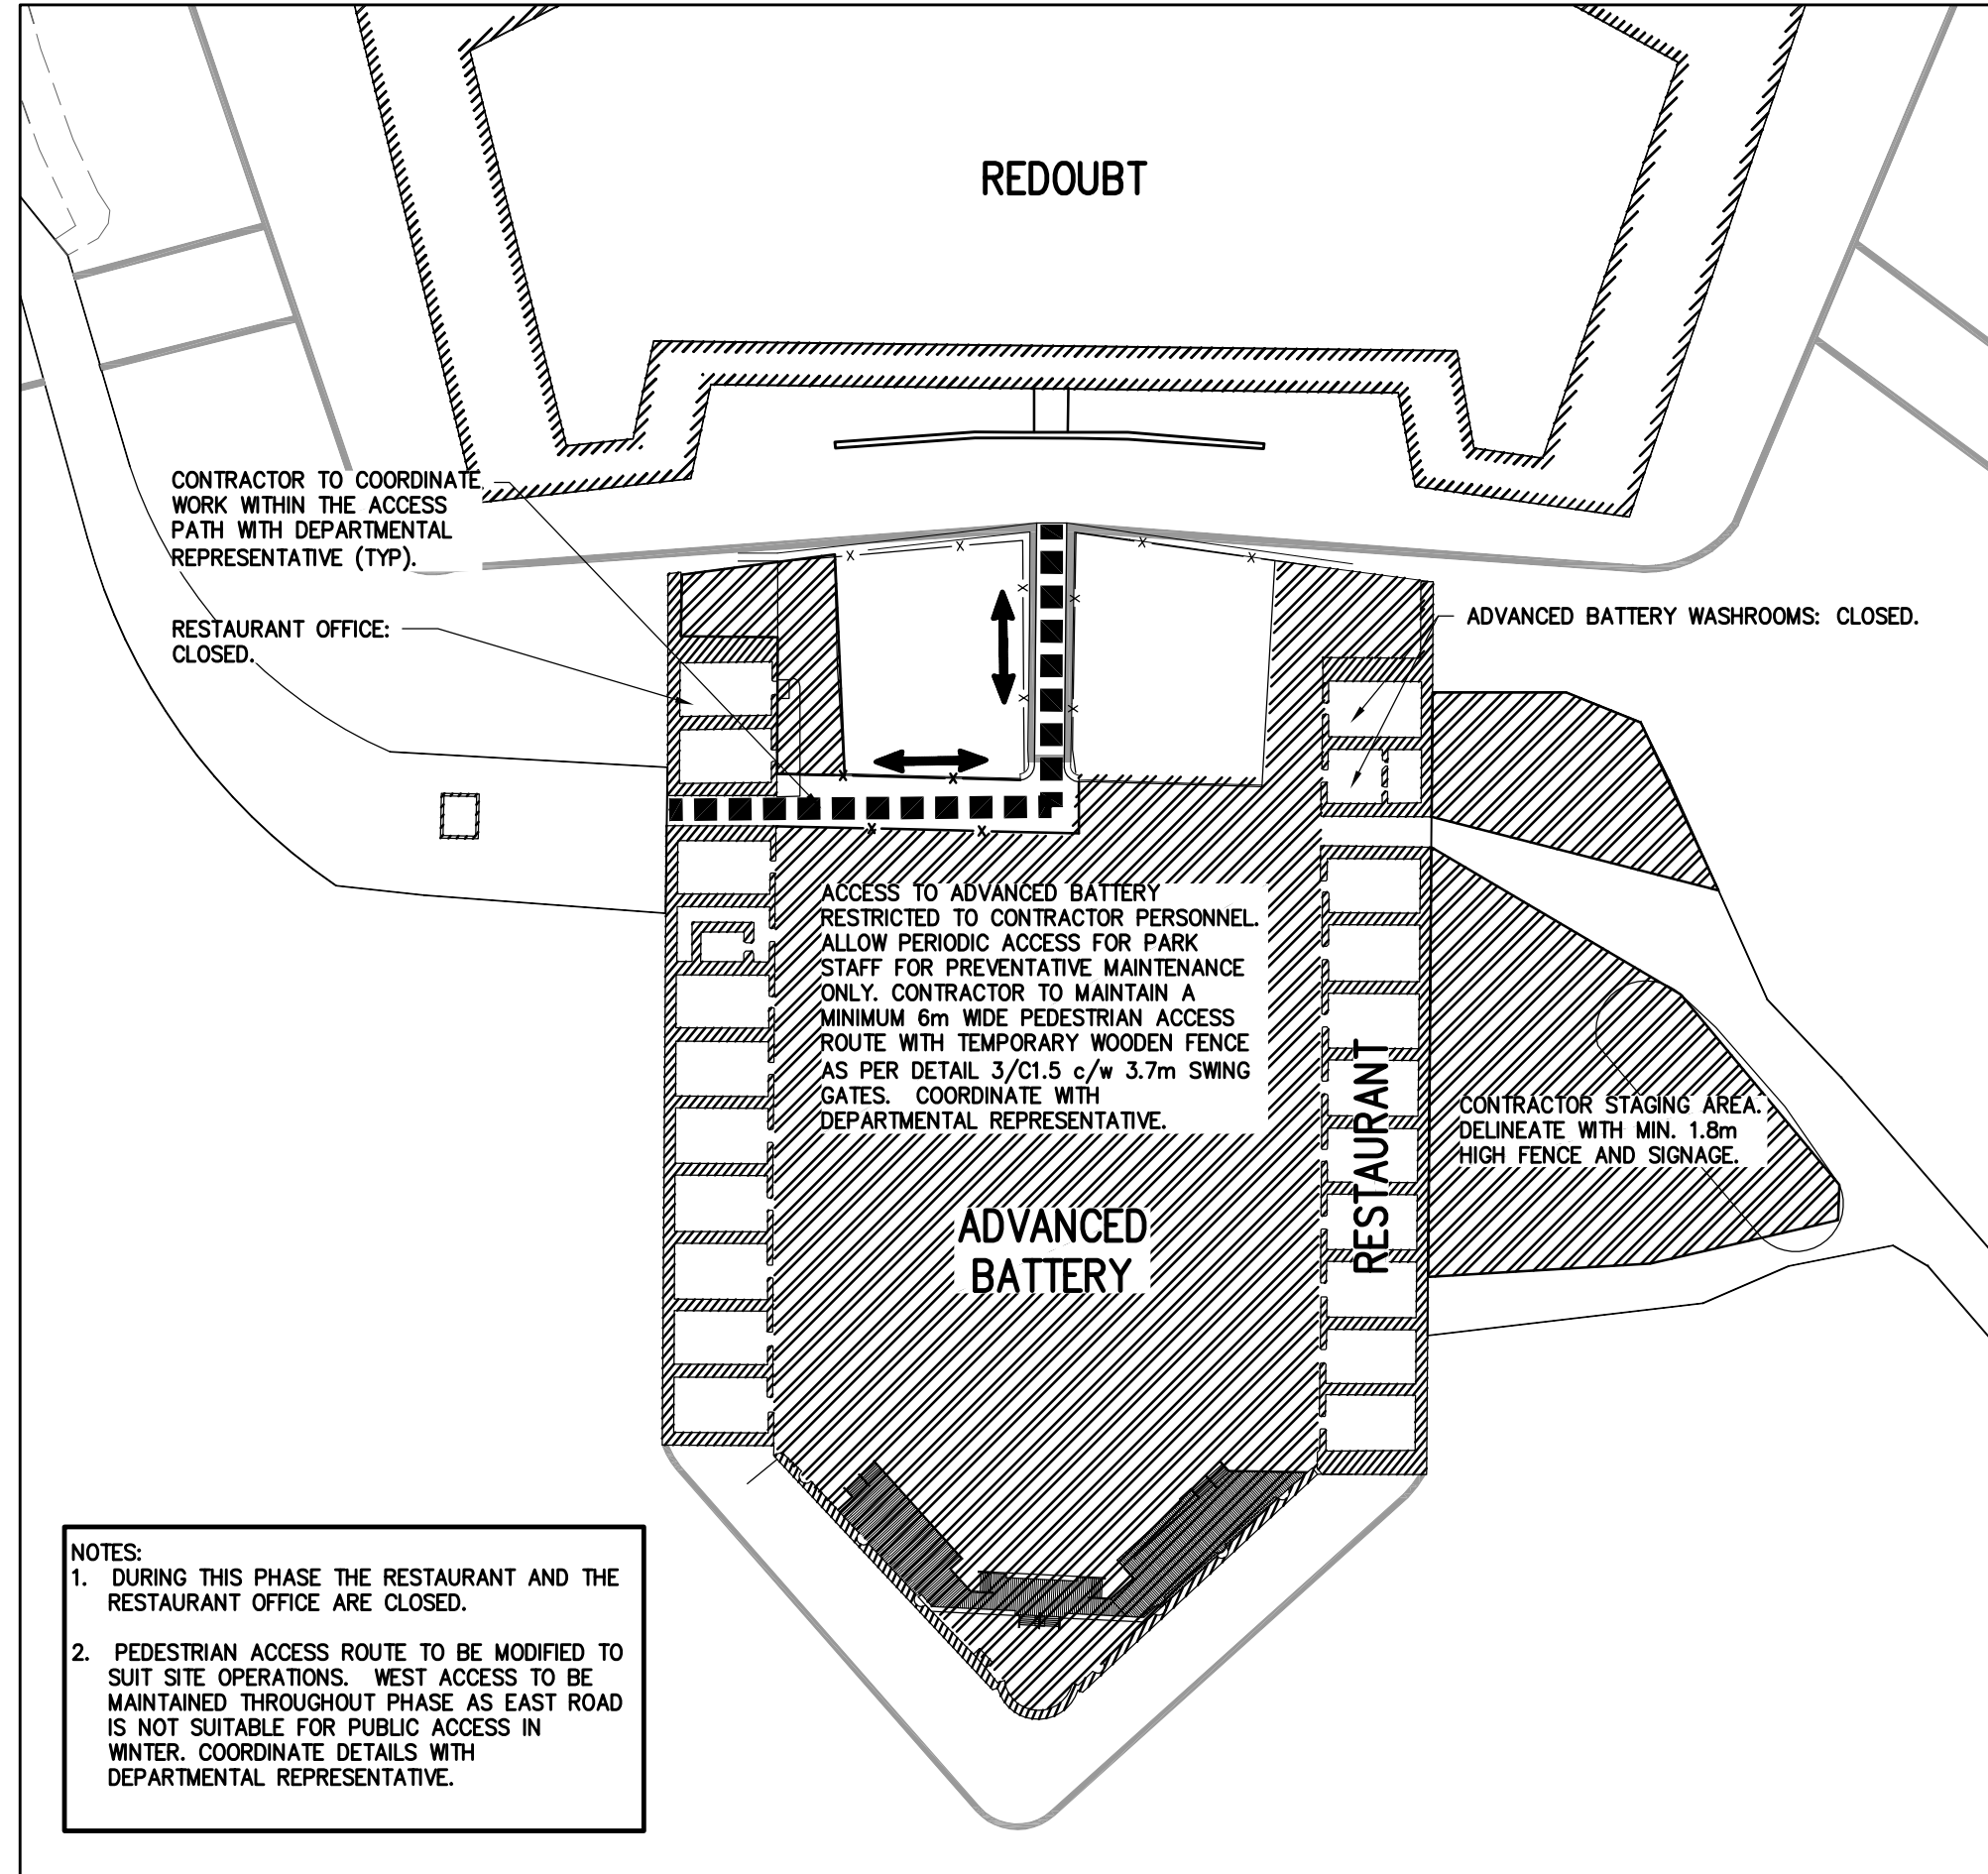 REDOUBT
CONTRACTOR TO COORDINATE
WORK WITHIN THE ACCESS
PATH WITH DEPARTMENTAL
REPRESENTATIVE (TYP).
RESTAURANT OFFICE:
CLOSED.
ADVANCED BATTERY WASHROOMS: CLOSED.
ACCESS TO ADVANCED BATTERY
RESTRICTED TO CONTRACTOR PERSONNEL.
ALLOW PERIODIC ACCESS FOR PARK
STAFF FOR PREVENTATIVE MAINTENANCE
ONLY. CONTRACTOR TO MAINTAIN A
MINIMUM 6m WIDE PEDESTRIAN ACCESS
ROUTE WITH TEMPORARY WOODEN FENCE
AS PER DETAIL 3/C1.5 c/w 3.7m SWING
GATES. COORDINATE WITH
DEPARTMENTAL REPRESENTATIVE.
RESTAURANT
CONTRACTOR STAGING AREA.
DELINEATE WITH MIN. 1.8m
HIGH FENCE AND SIGNAGE.
ADVANCED
BATTERY
NOTES:
1. DURING THIS PHASE THE RESTAURANT AND THE
RESTAURANT OFFICE ARE CLOSED.
2. PEDESTRIAN ACCESS ROUTE TO BE MODIFIED TO
SUIT SITE OPERATIONS. WEST ACCESS TO BE
MAINTAINED THROUGHOUT PHASE AS EAST ROAD
IS NOT SUITABLE FOR PUBLIC ACCESS IN
WINTER. COORDINATE DETAILS WITH
DEPARTMENTAL REPRESENTATIVE.